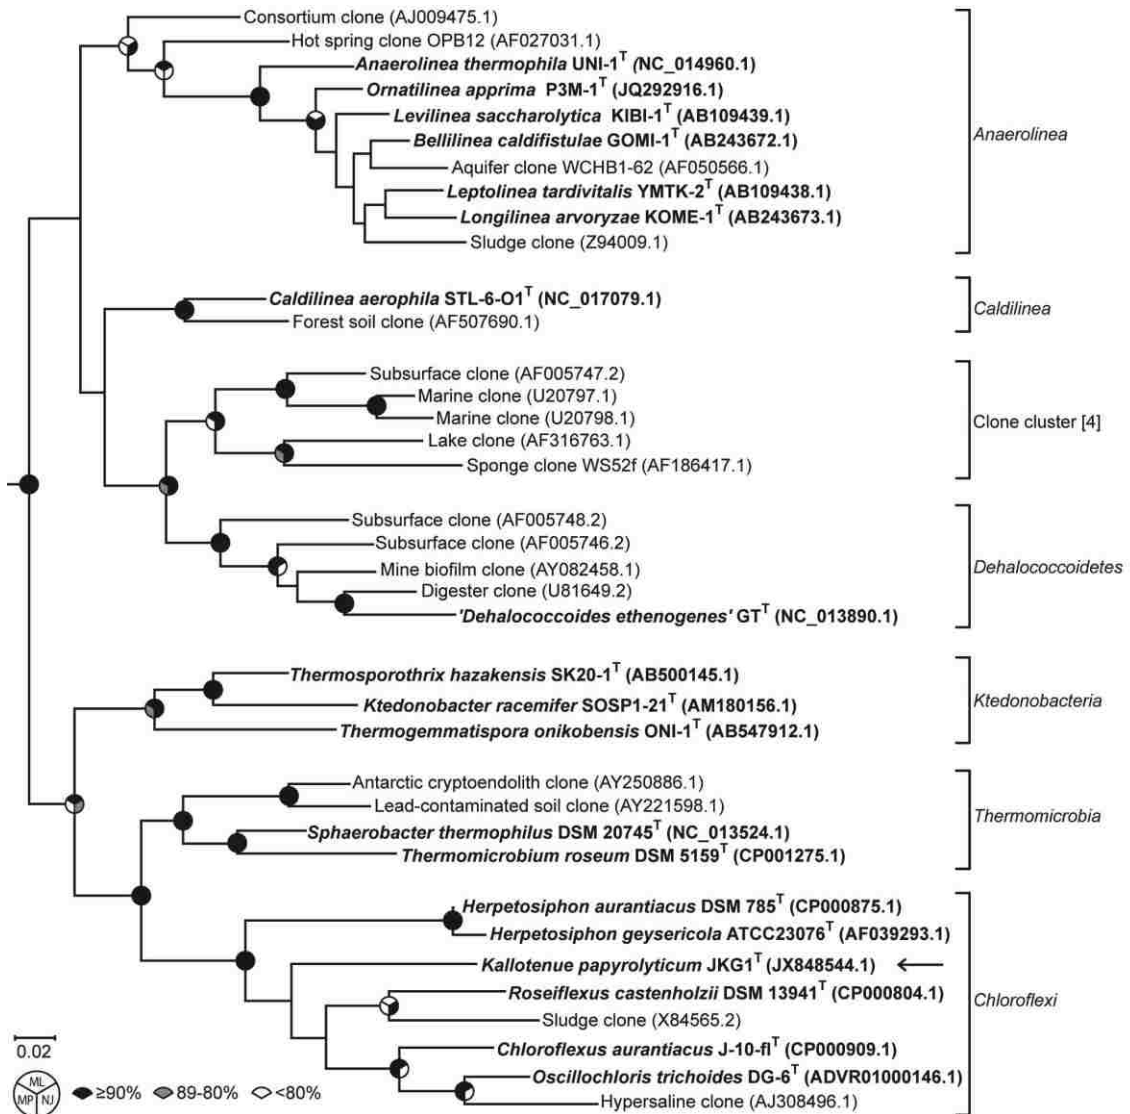 Consortium clone (AJ009475.1)
Hot spring clone OPB12 (AF027031.1)
Anaerolinea thermophila UNI-1T (NC_014960.1)
Ornatilinea apprima P3M-1T (JQ292916.1)
Levilinea saccharolytica KIBI-1T (AB109439.1)
Bellilinea caldifistulae GOMI-1T (AB243672.1)
Aquifer clone WCHB1-62 (AF050566.1)
Leptolinea tardivitalis YMTK-2T (AB109438.1)
Longilinea arvoryzae KOME-1T (AB243673.1)
Sludge clone (Z94009.1)
Anaerolinea
Caldilinea aerophila STL-6-O1T (NC_017079.1)
Forest soil clone (AF507690.1)
Caldilinea
Subsurface clone (AF005747.2)
Marine clone (U20797.1)
Marine clone (U20798.1)
Lake clone (AF316763.1)
Sponge clone WS52f (AF186417.1)
Clone cluster [4]
Subsurface clone (AF005748.2)
Subsurface clone (AF005746.2)
Mine biofilm clone (AY082458.1)
Digester clone (U81649.2)
'Dehalococcoides ethenogenes' GTT (NC_013890.1)
Dehalococcoidetes
Thermosporothrix hazakensis SK20-1T (AB500145.1)
Ktedonobacter racemifer SOSP1-21T (AM180156.1)
Thermogemmatispora onikobensis ONI-1T (AB547912.1)
Ktedonobacteria
Antarctic cryptoendolith clone (AY250886.1)
Lead-contaminated soil clone (AY221598.1)
Sphaerobacter thermophilus DSM 20745T (NC_013524.1)
Thermomicrobium roseum DSM 5159T (CP001275.1)
Thermomicrobia
Herpetosiphon aurantiacus DSM 785T (CP000875.1)
Herpetosiphon geysericola ATCC23076T (AF039293.1)
Kallotenue papyrolyticum JKG1T (JX848544.1)
Roseiflexus castenholzii DSM 13941T (CP000804.1)
Sludge clone (X84565.2)
Chloroflexus aurantiacus J-10-flT (CP000909.1)
Oscillochloris trichoides DG-6T (ADVR01000146.1)
Hypersaline clone (AJ308496.1)
Chloroflexi
0.02
ML
MP NJ
≥90% 89-80% <80%